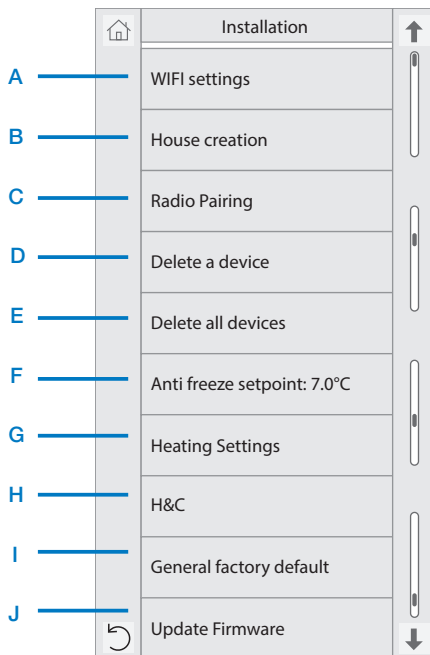 Installation
A WIFI settings
B House creation
C Radio Pairing
D Delete a device
E Delete all devices
F Anti freeze setpoint: 7.0°C
G Heating Settings
H H&C
I General factory default
J Update Firmware